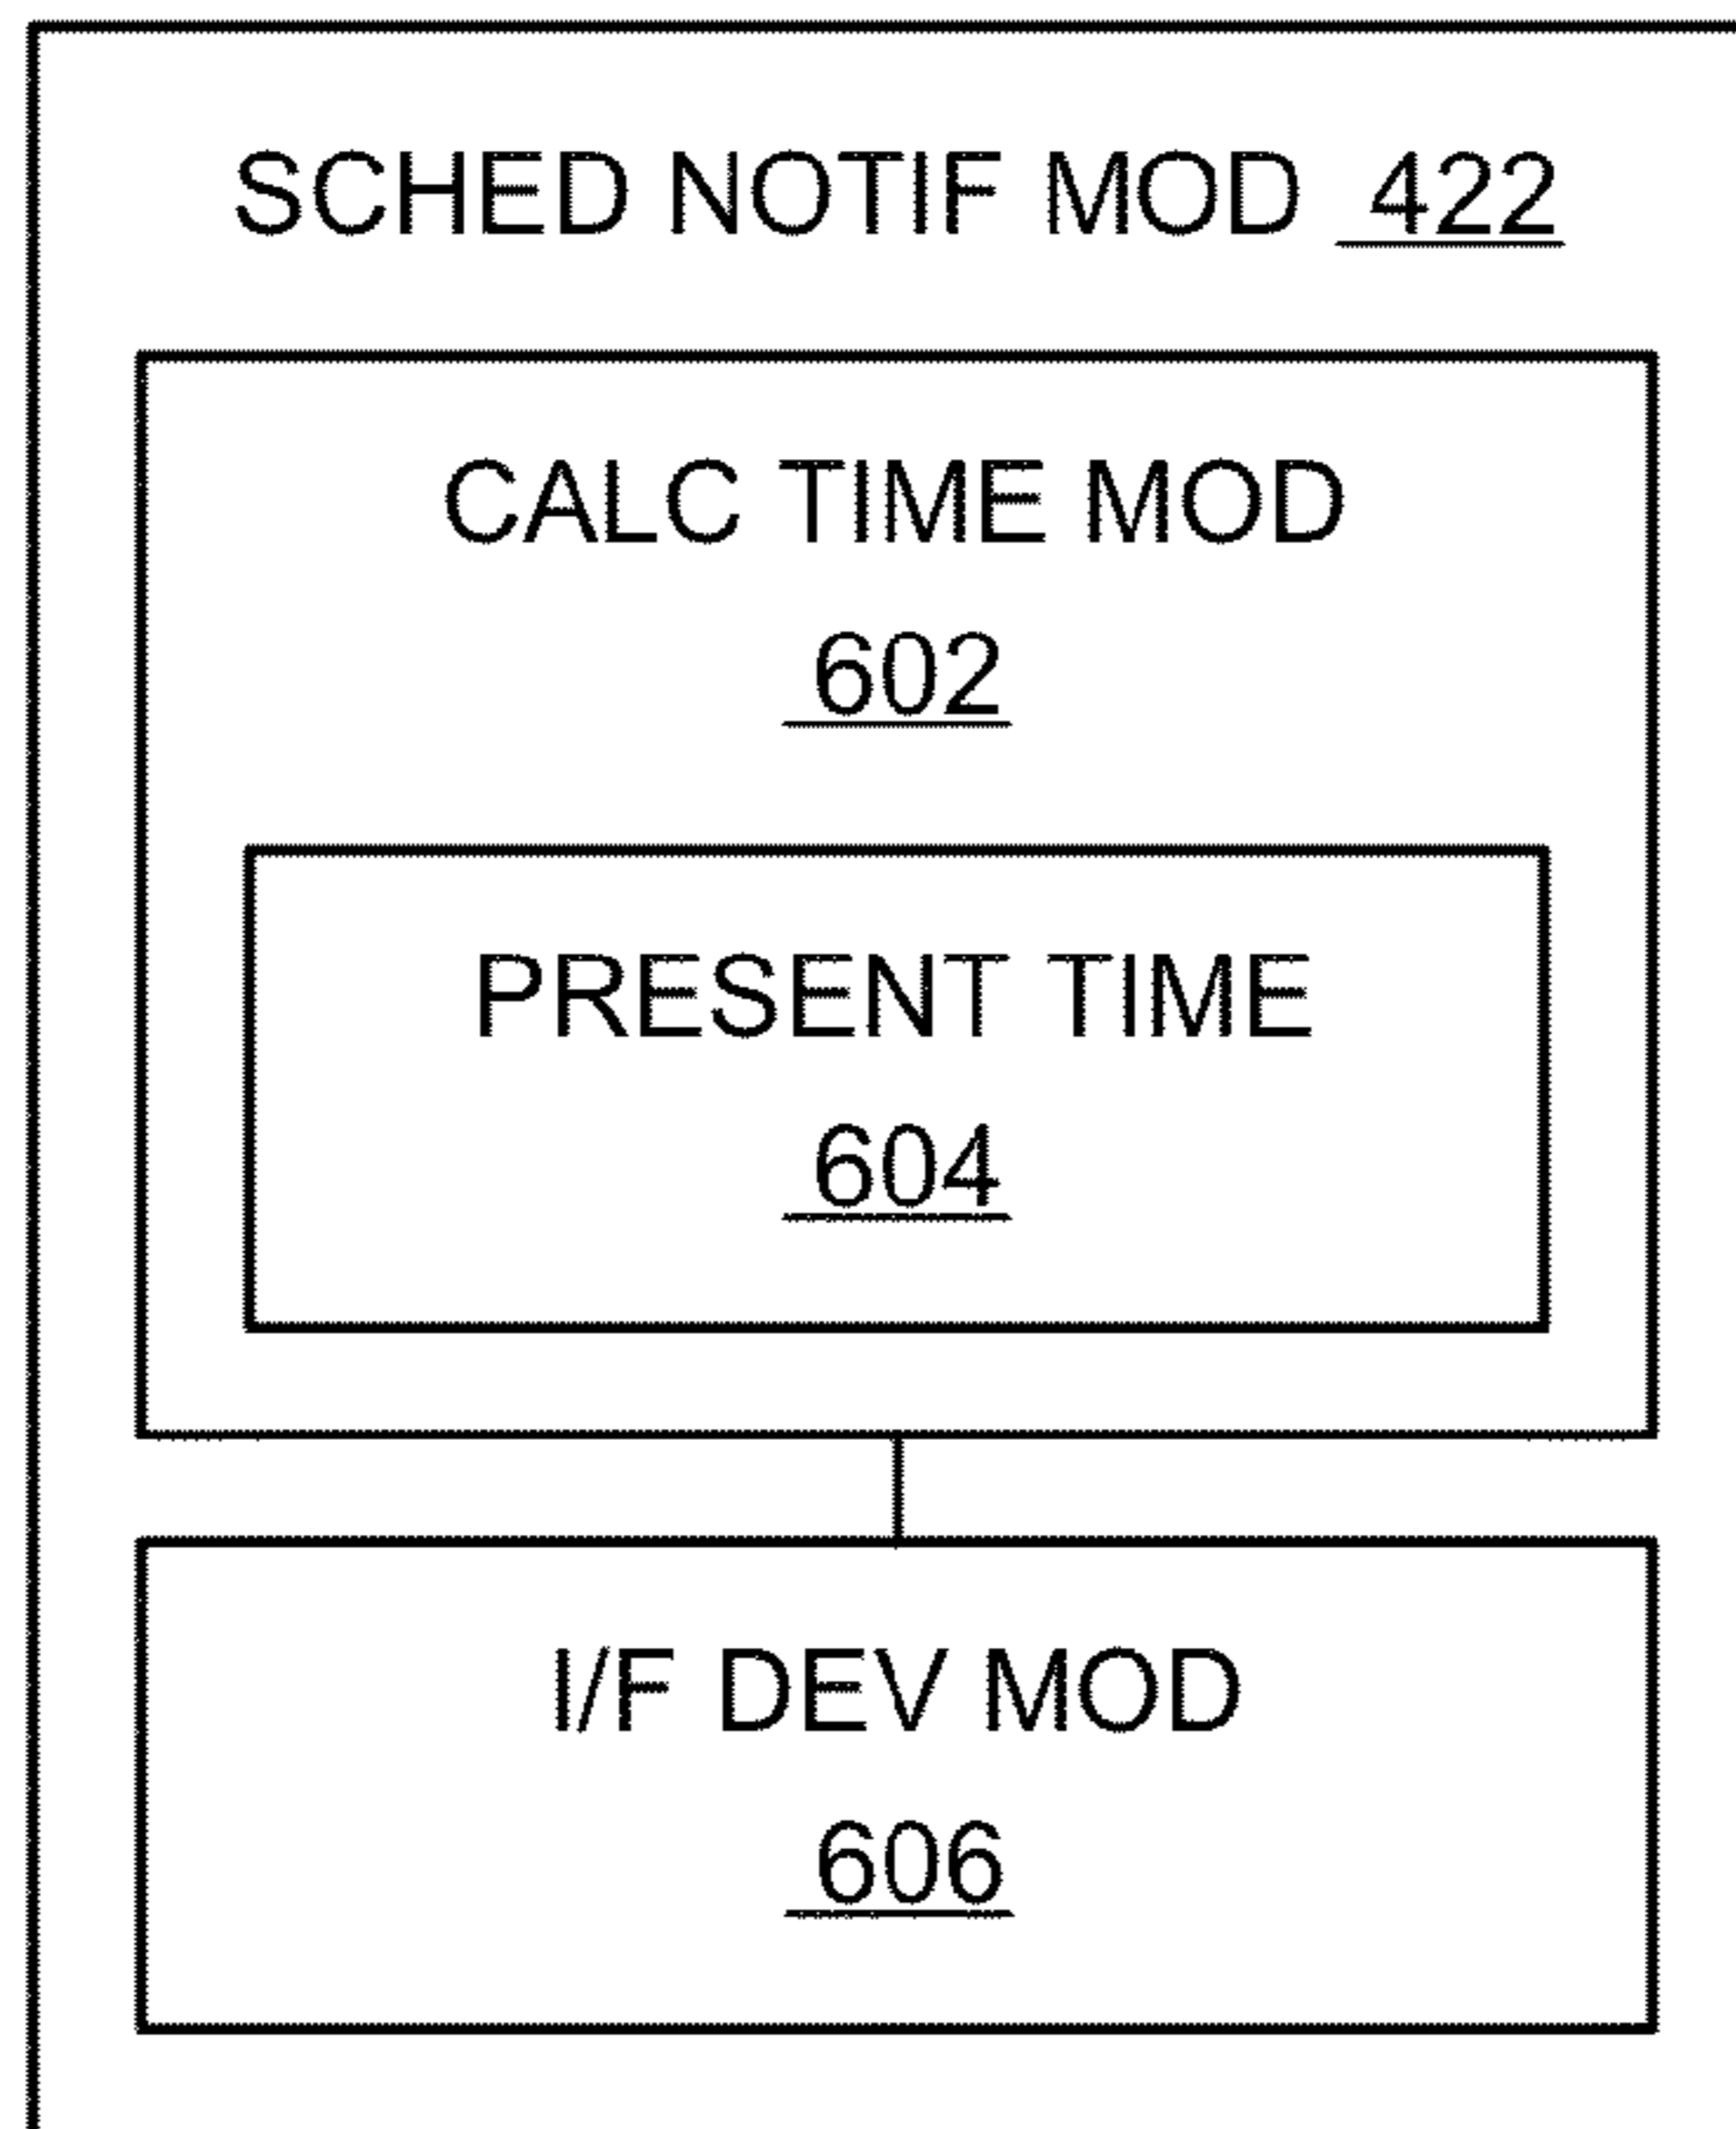 SCHED NOTIF MOD 422
CALC TIME MOD
602
PRESENT TIME
604
I/F DEV MOD
606